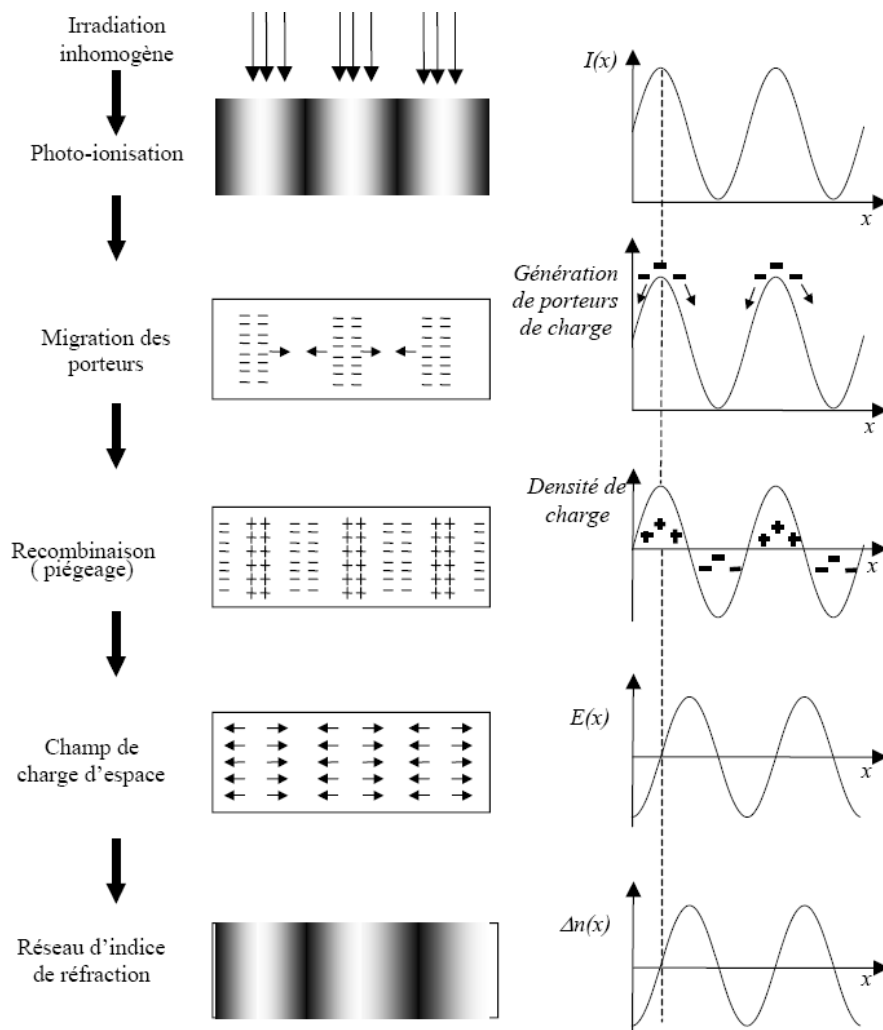 Irradiation
inhomogène
I(x)
x
Photo-ionisation
Génération
de porteurs
de charge
x
Migration des
porteurs
Densité de
charge
x
Recombinaison
( piégeage)
E(x)
x
Champ de
charge d’espace
Δn(x)
x
Réseau d’indice
de réfraction